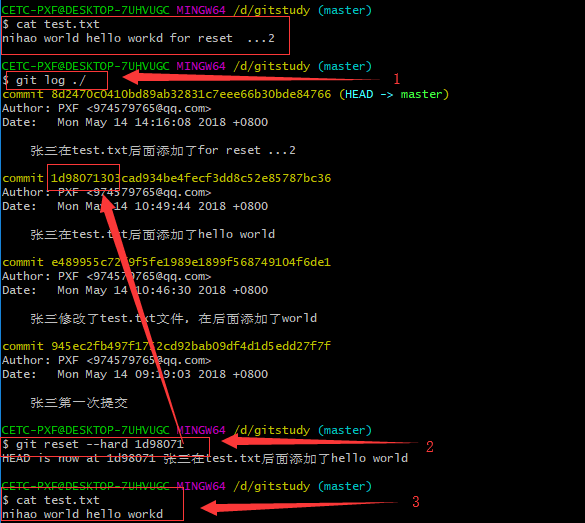 CETC-PXF@DESKTOP-7UHVUGC MINGW64 /d/gitstudy (master)
$ cat test.txt
nihao world hello workd for reset ...2
CETC-PXF@DESKTOP-7UHVUGC MINGW64 /d/gitstudy (master)
$ git log ./
1
commit 8d2470c0410bd89ab32831c7eee66b30bde84766 (HEAD -> master)
Author: PXF <974579765@qq.com>
Date: Mon May 14 14:16:08 2018 +0800
张三在test.txt后面添加了for reset ...2
commit 1d98071303cad934be4fecf3dd8c52e85787bc36
Author: PXF <974579765@qq.com>
Date: Mon May 14 10:49:44 2018 +0800
张三在test.txt后面添加了hello world
commit
Author: PXF <974579765@qq.com>
Date: Mon May 14 10:46:30 2018 +0800
张三修改了test.txt文件, 在后面添加了world
commit
Author: PXF <974579765@qq.com>
Date: Mon May 14 09:19:03 2018 +0800
张三第一次提交
CETC-PXF@DESKTOP-7UHVUGC MINGW64 /d/gitstudy (master)
$ git reset --hard 1d98071
2
HEAD is now at 1d98071 张三在test.txt后面添加了hello world
CETC-PXF@DESKTOP-7UHVUGC MINGW64 /d/gitstudy (master)
$ cat test.txt
3
nihao world hello workd